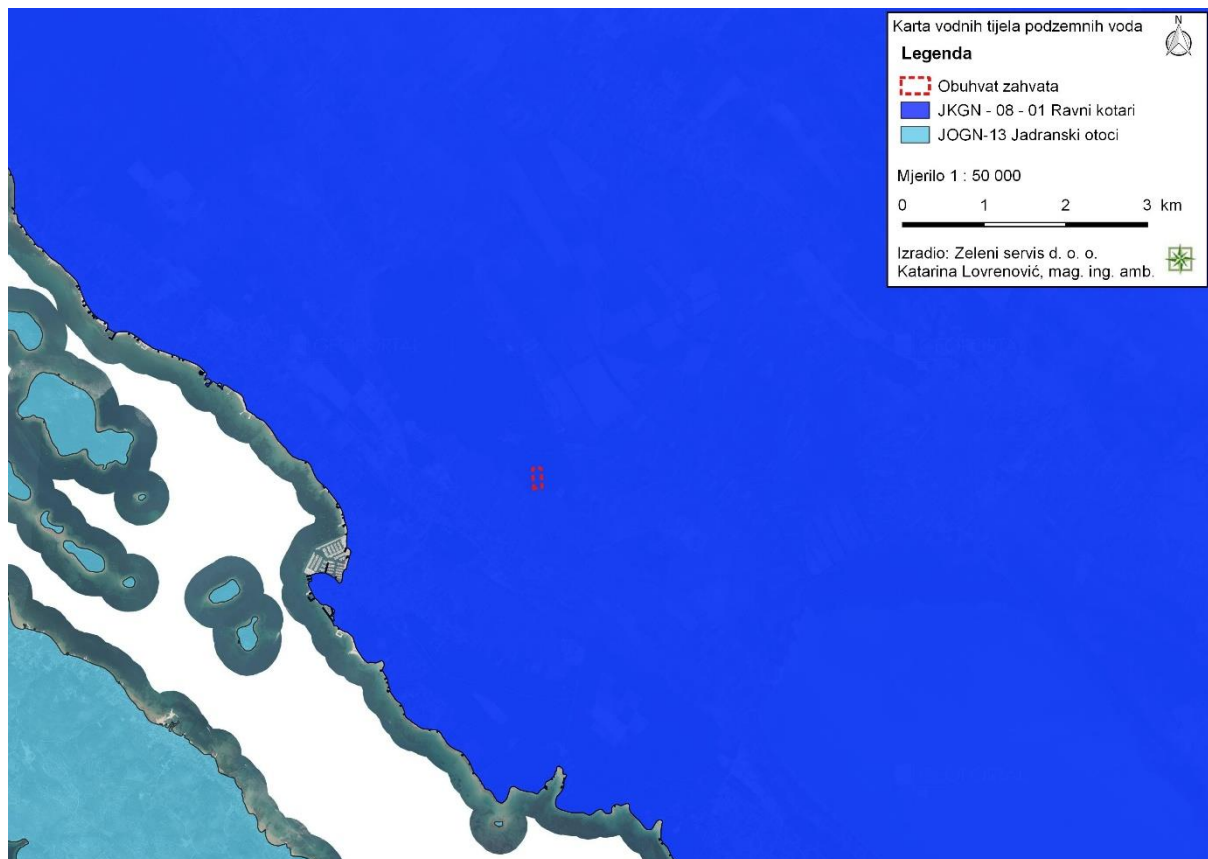 Karta vodnih tijela podzemnih voda
N
Legenda
Obuhvat zahvata
JKGN - 08 - 01 Ravni kotari
JOGN-13 Jadranski otoci
Mjerilo 1 : 50 000
0 1 2 3 km
Izradio: Zeleni servis d. o. o.
Katarina Lovrenović, mag. ing. amb.